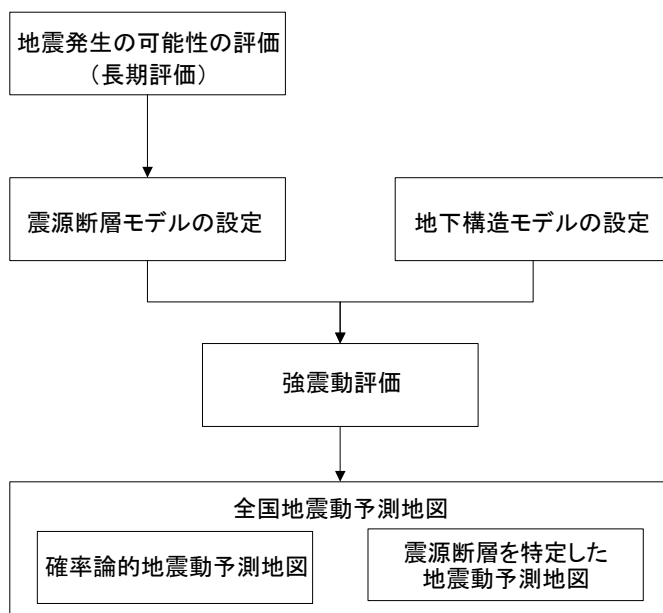 地震発生の可能性の評価
（長期評価）
震源断層モデルの設定
地下構造モデルの設定
強震動評価
全国地震動予測地図
確率論的地震動予測地図
震源断層を特定した
地震動予測地図